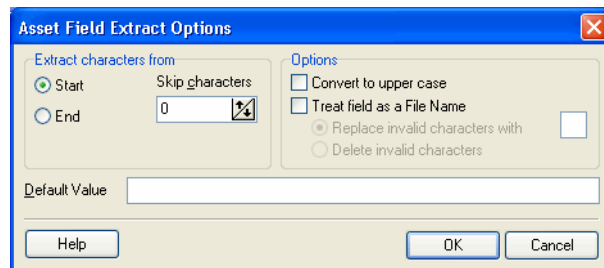 Asset Field Extract Options
Extract characters from
Start
Skip characters
0
End
Options
Convert to upper case
Treat field as a File Name
Replace invalid characters with
Delete invalid characters
Default Value
Help
OK
Cancel